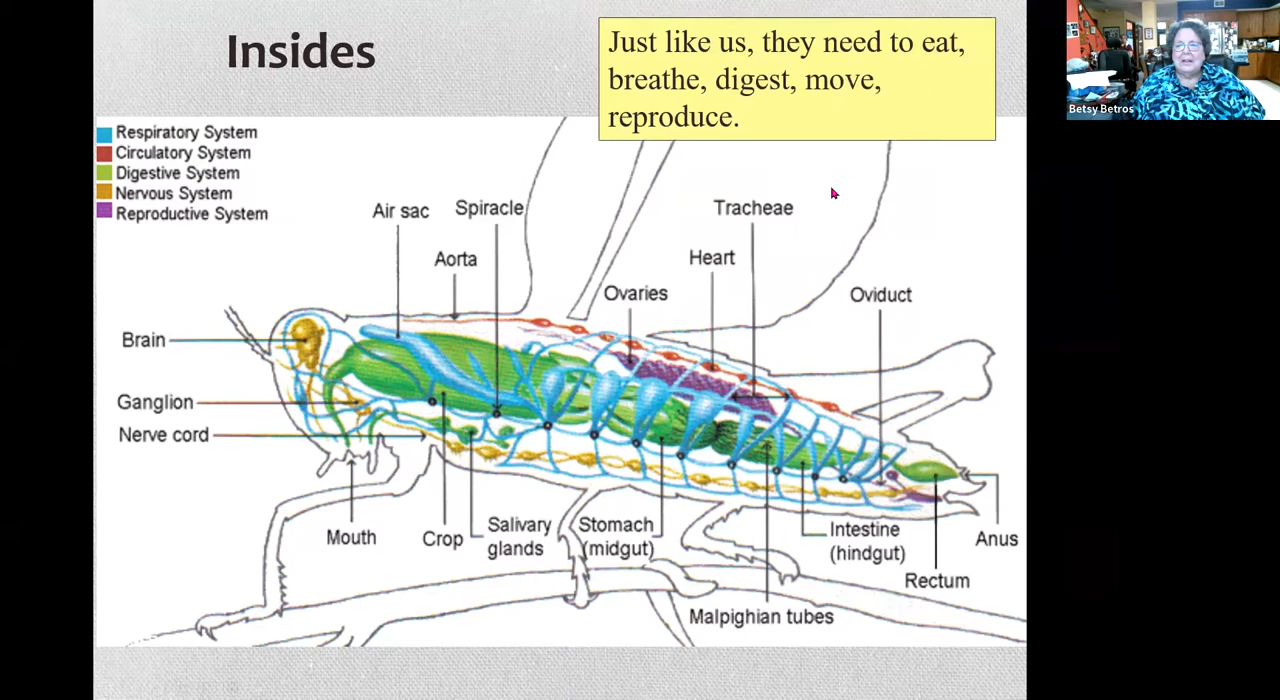 Insides
Just like us, they need to eat,
breathe, digest, move,
reproduce.
Betsy Betros
Respiratory System
Circulatory System
Digestive System
Nervous System
Reproductive System
Air sac
Spiracle
Tracheae
Aorta
Heart
Ovaries
Oviduct
Brain
Ganglion
Nerve cord
Mouth
Crop
Salivary
glands
Stomach
(midgut)
Intestine
(hindgut)
Anus
Rectum
Malpighian tubes